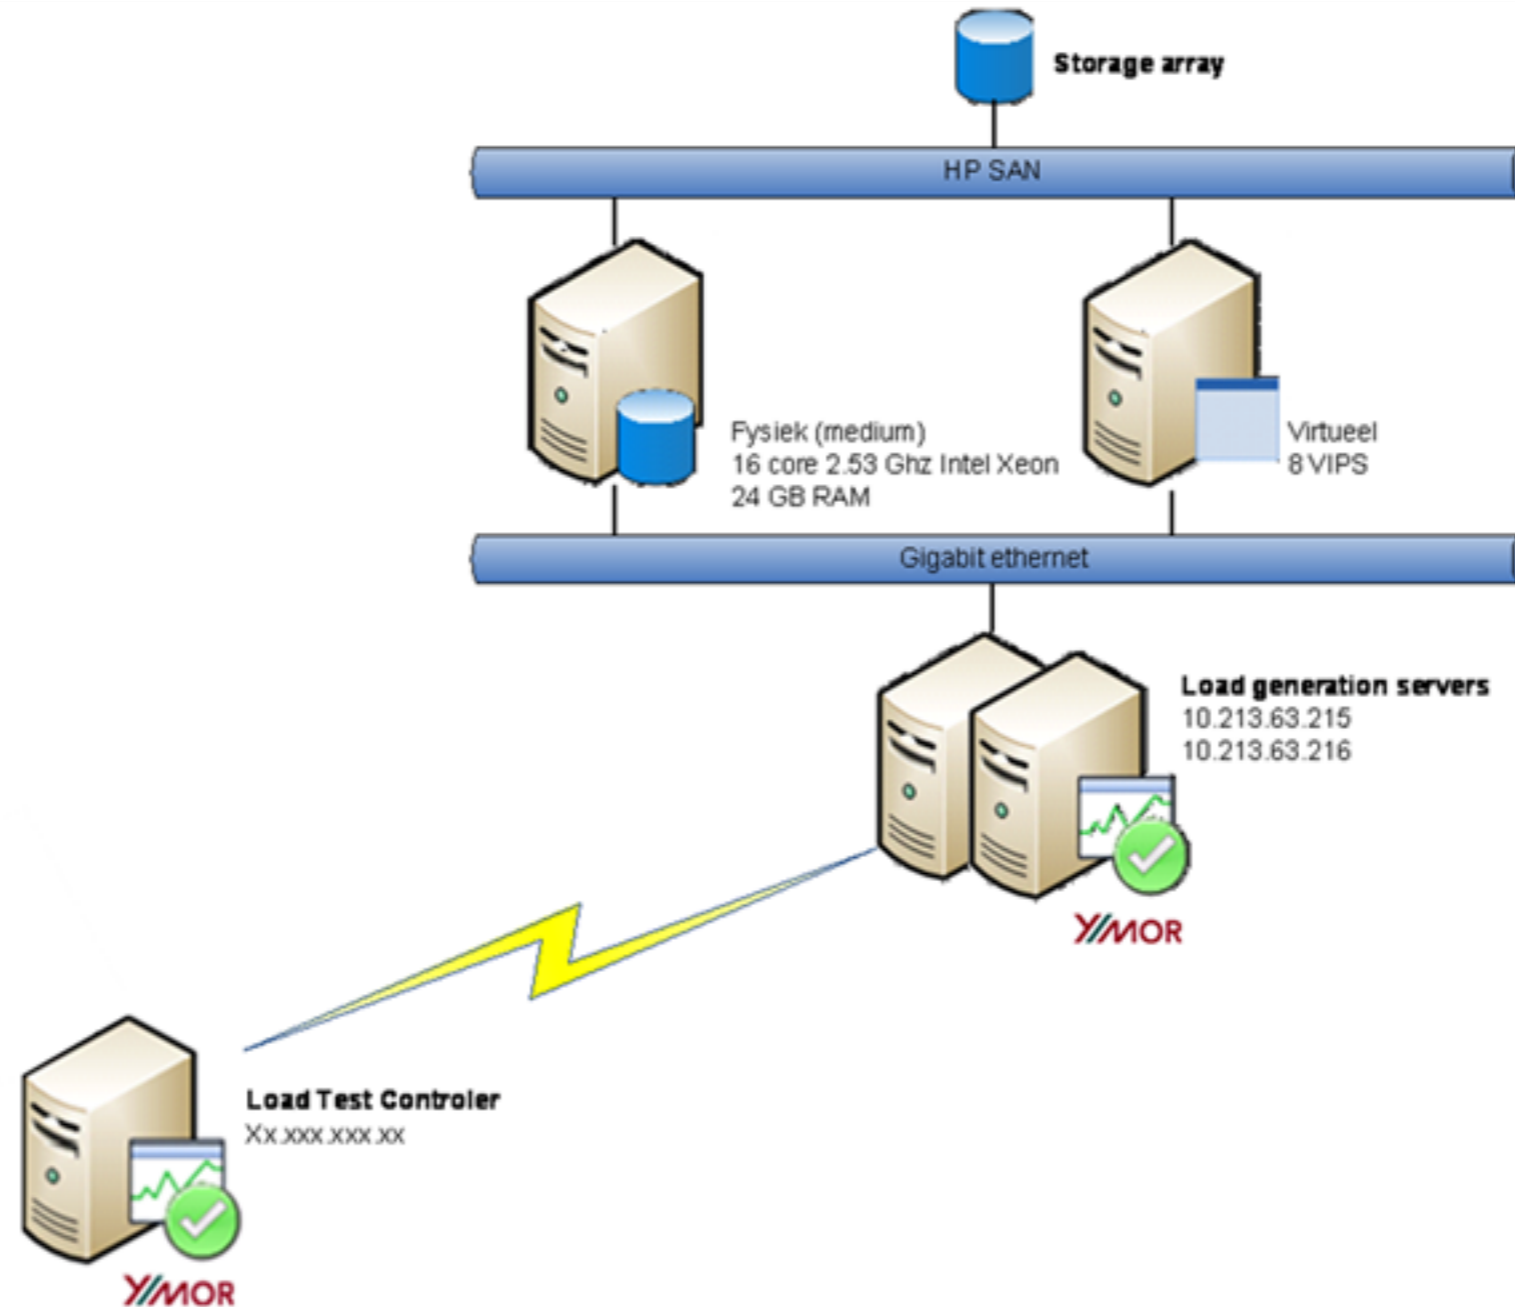 Storage array
HP SAN
Fysiek (medium)
16 core 2.53 Ghz Intel Xeon
24 GB RAM
Virtueel
8 VIPS
Gigabit ethernet
Load generation servers
10.213.63.215
10.213.63.216
YMOR
Load Test Controler
Xx.xxx.xxx.xx
YMOR